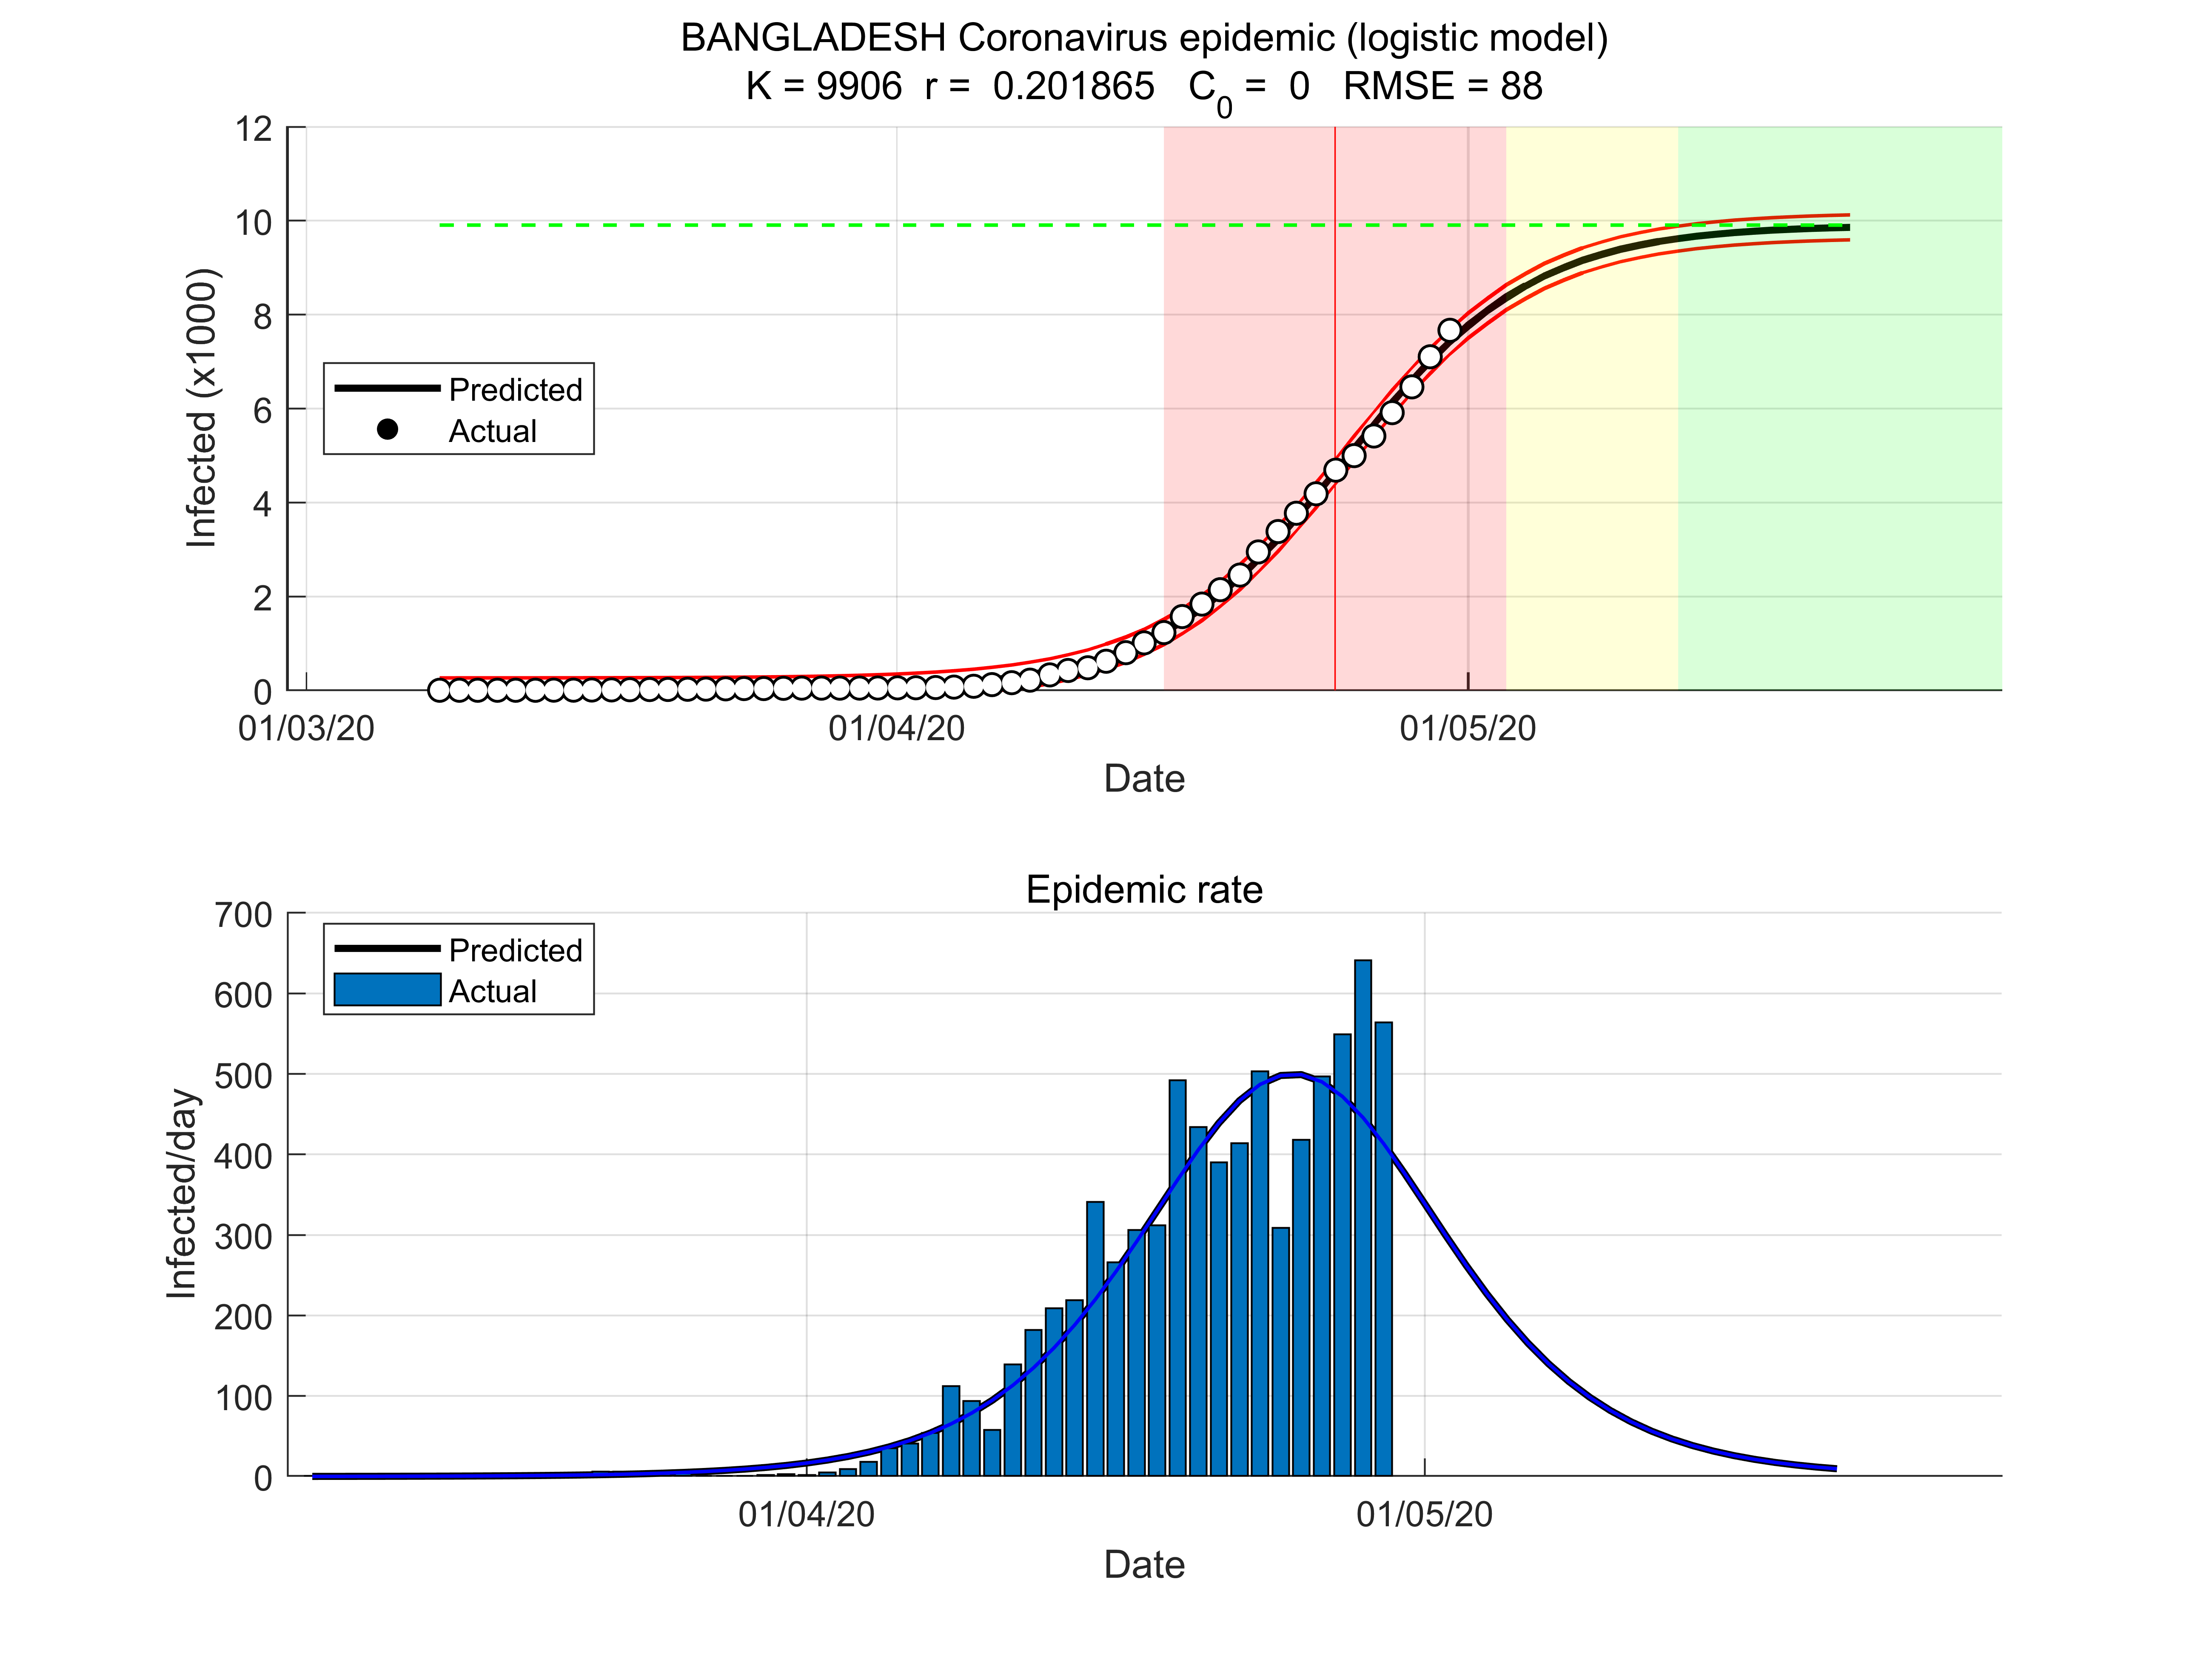 BANGLADESH Coronavirus epidemic (logistic model)
K = 9906 r = 0.201865 C0 = 0 RMSE = 88
12
10
8
6
4
2
0
Infected (x1000)
Predicted
Actual
01/03/20
01/04/20
01/05/20
Date
Epidemic rate
700
600
500
400
300
200
100
0
Infected/day
Predicted
Actual
01/04/20
01/05/20
Date